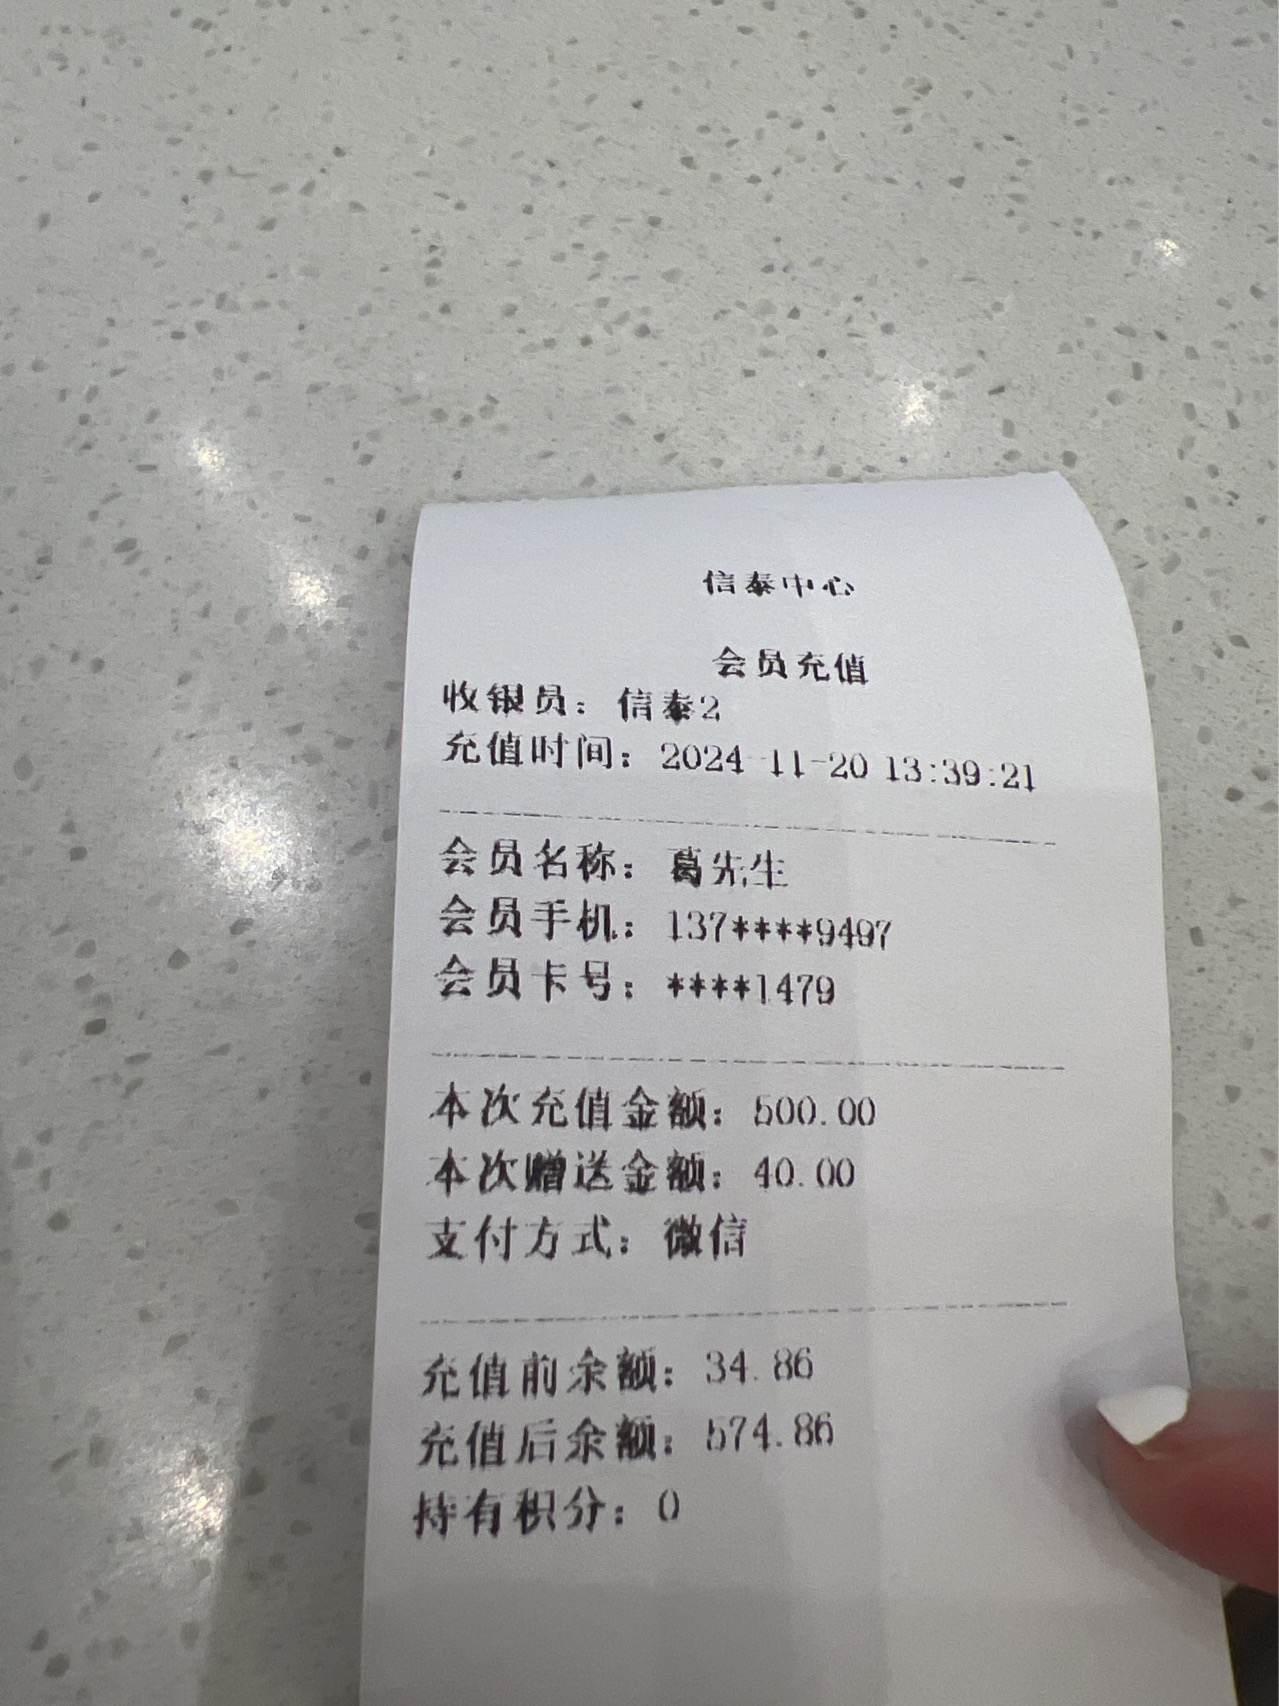 信泰中心
会员充值
收银员：信泰2
充值时间：2024-11-20 13:39:21
会员名称：葛先生
会员手机：137****9497
会员卡号：****1479
本次充值金额：500.00
本次赠送金额：40.00
支付方式：微信
充值前余额：34.86
充值后余额：574.86
持有积分：0